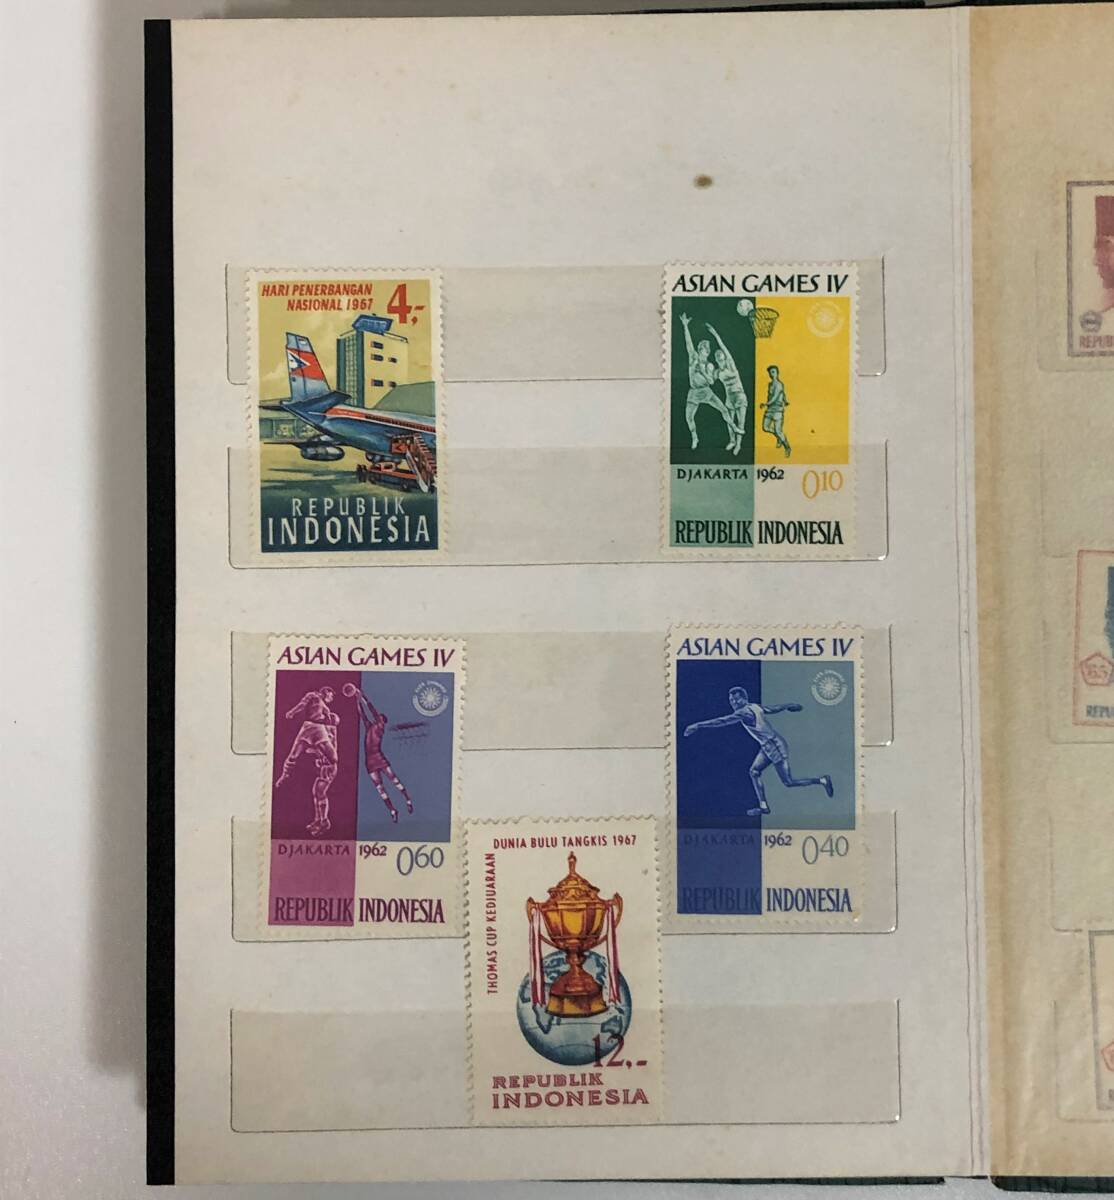 HARI PENERBANGAN
NASIONAL 1967
4,-
REPUBLIK
INDONESIA
ASIAN GAMES IV
DJAKARTA 1962
0,10
REPUBLIK INDONESIA
ASIAN GAMES IV
DJAKARTA 1962
0,60
REPUBLIK INDONESIA
ASIAN GAMES IV
DJAKARTA 1962
0,40
REPUBLIK INDONESIA
DUNIA BULU TANGKIS 1967
THOMAS CUP KEDJUARAAN
12,-
REPUBLIK
INDONESIA